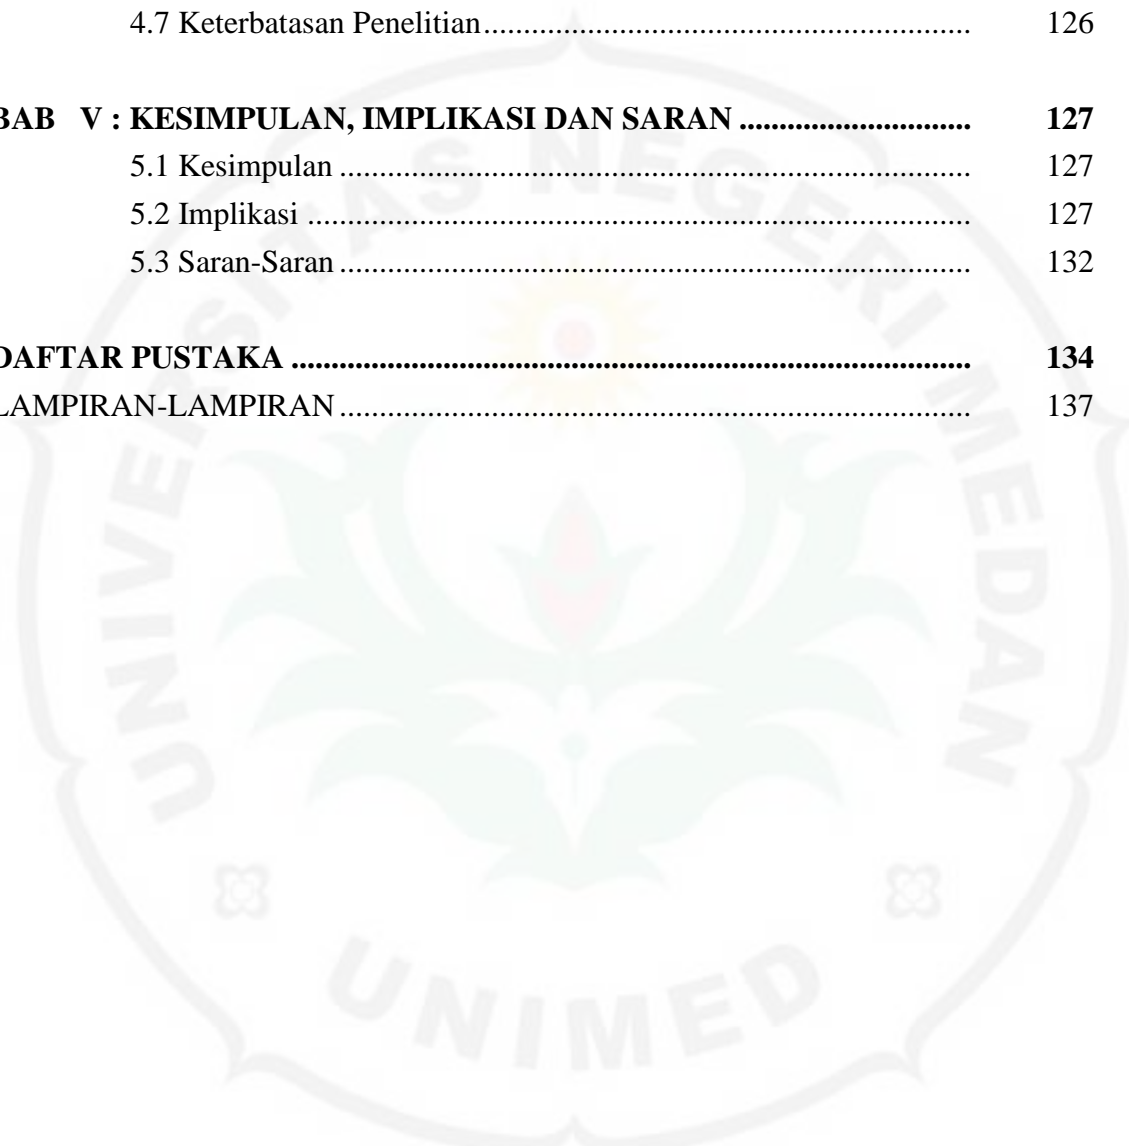 4.7 Keterbatasan Penelitian............................................................. 126
BAB V : KESIMPULAN, IMPLIKASI DAN SARAN ............................. 127
5.1 Kesimpulan ............................................................................... 127
5.2 Implikasi ................................................................................... 127
5.3 Saran-Saran ............................................................................... 132
DAFTAR PUSTAKA ..................................................................................... 134
LAMPIRAN-LAMPIRAN ............................................................................... 137
UNIVERSITAS NEGERI MEDAN
UNIMED